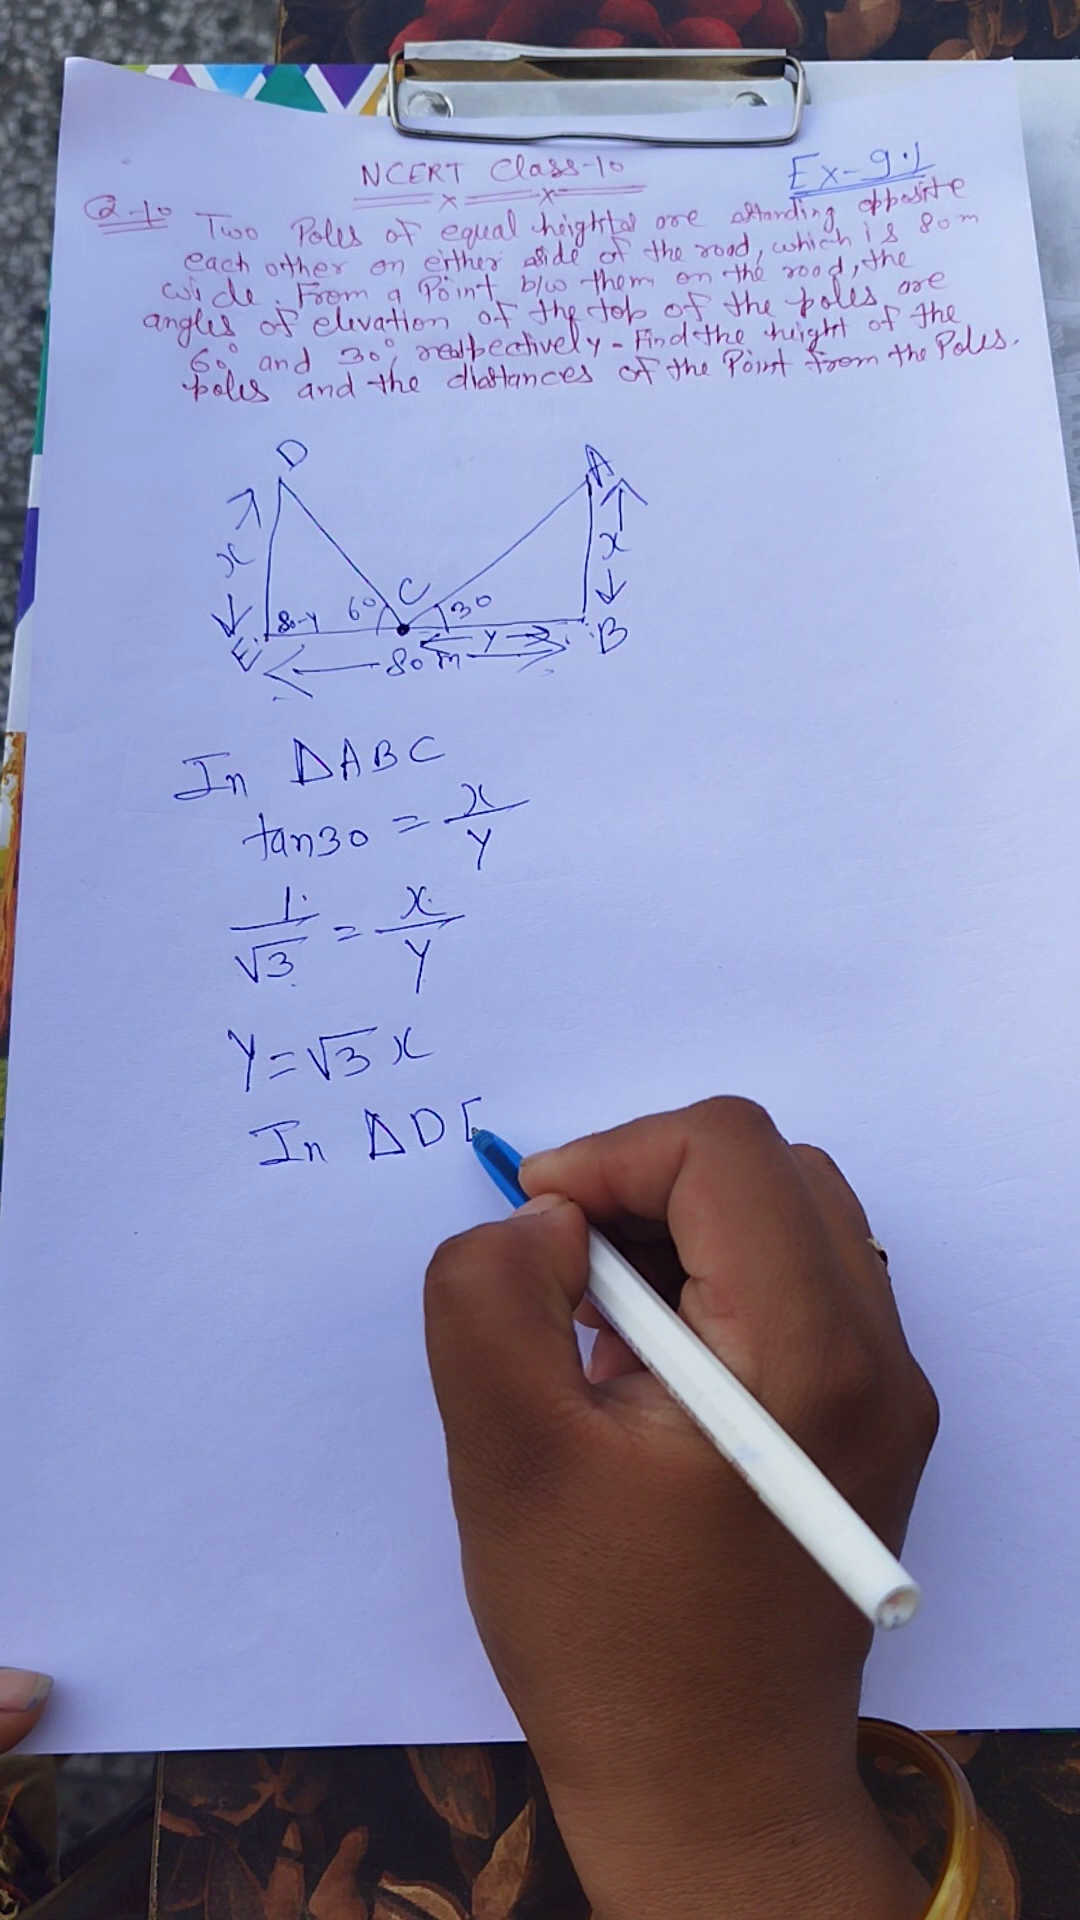 NCERT Class-10
Ex-9.1
Q-10 Two Poles of equal heights are standing opposite
each other on either side of the road, which is 80m
wide. From a Point b/w them on the road, the
angles of elevation of the top of the poles are
60° and 30°, respectively. Find the height of the
poles and the distances of the Point from the Poles.
D A
x x
C
80-y 60 30
E y B
80 m
In ΔABC
tan30 = x/y
1/√3 = x/y
y=√3 x
In ΔDE